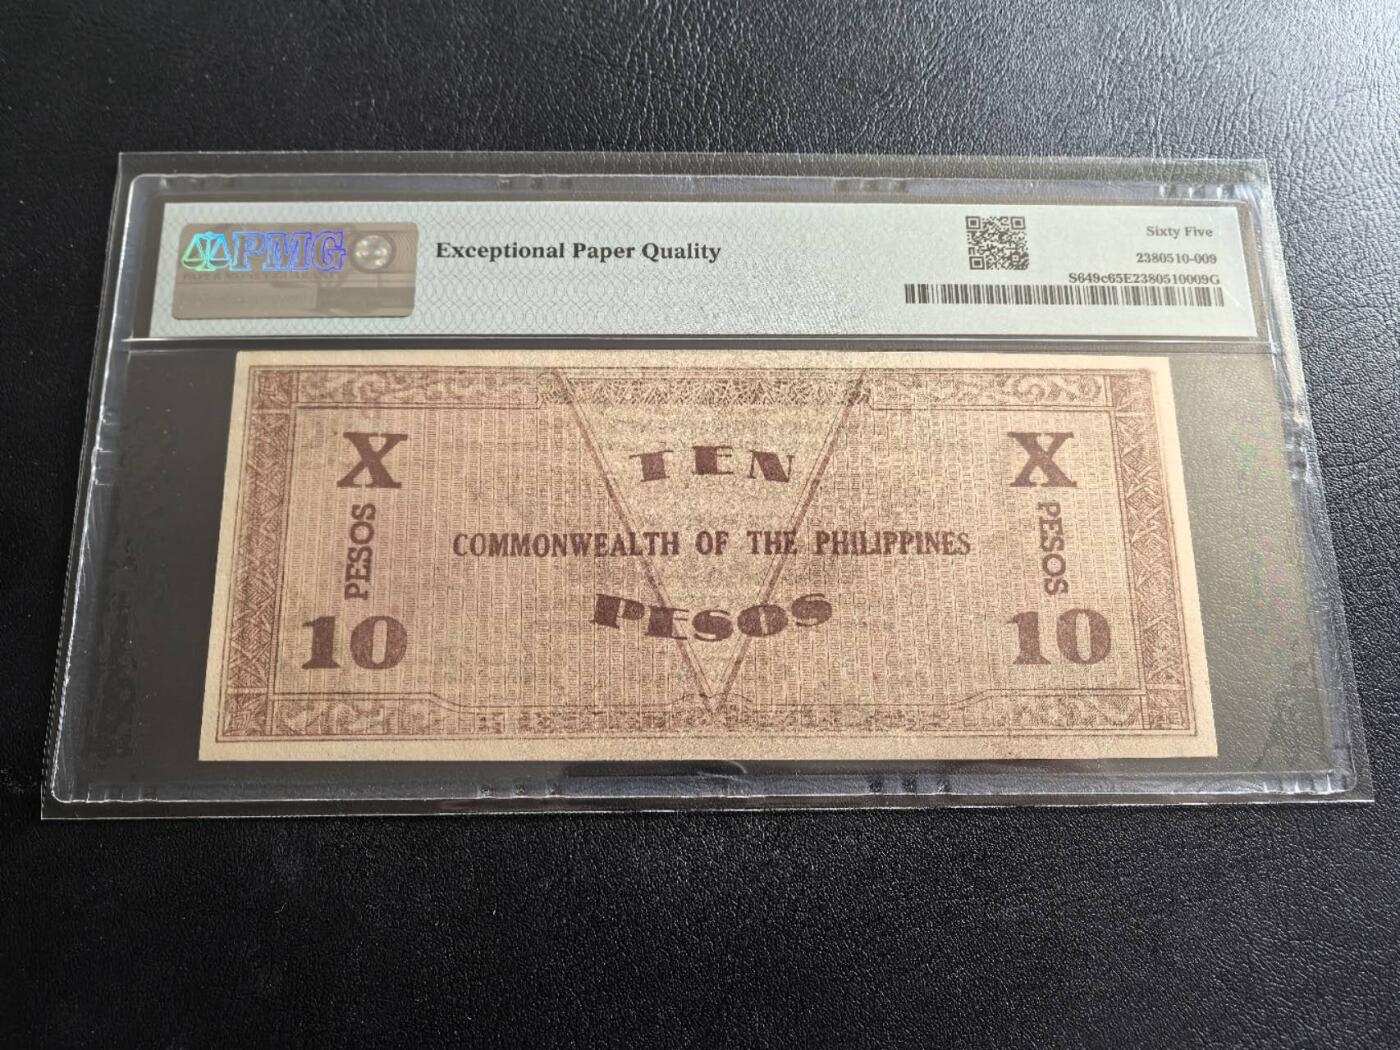 PMG
Exceptional Paper Quality
Sixty Five
2380510-009
S649c65E2380510009G
X
PESOS
10
TEN
COMMONWEALTH OF THE PHILIPPINES
PESOS
X
PESOS
10